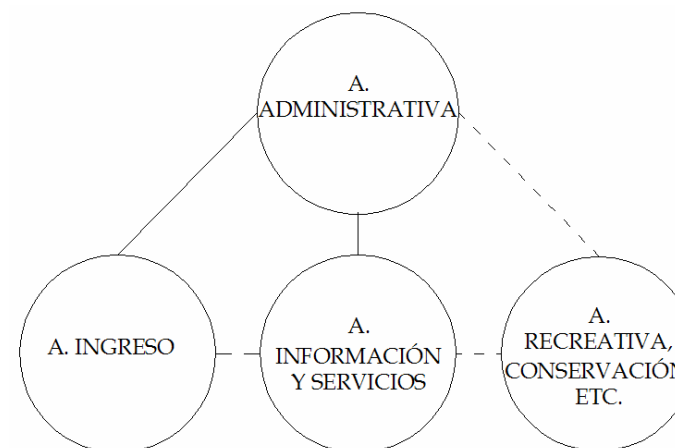 A.
ADMINISTRATIVA
A. INGRESO
A.
INFORMACIÓN
Y SERVICIOS
A.
RECREATIVA,
CONSERVACIÓN
ETC.